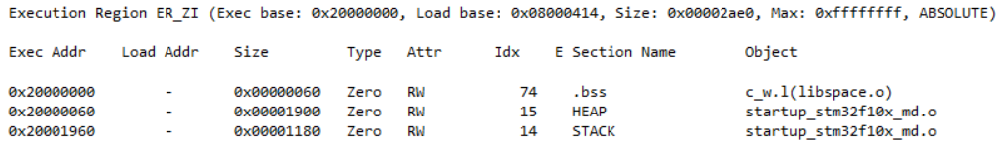 Execution Region ER_ZI (Exec base: 0x20000000, Load base: 0x08000414, Size: 0x00002ae0, Max: 0xffffffff, ABSOLUTE)
Exec Addr    Load Addr    Size         Type   Attr      Idx    E Section Name        Object
0x20000000        -       0x00000060   Zero   RW         74    .bss                c_w.l(libspace.o)
0x20000060        -       0x00001900   Zero   RW         15    HEAP                startup_stm32f10x_md.o
0x20001960        -       0x00001180   Zero   RW         14    STACK               startup_stm32f10x_md.o